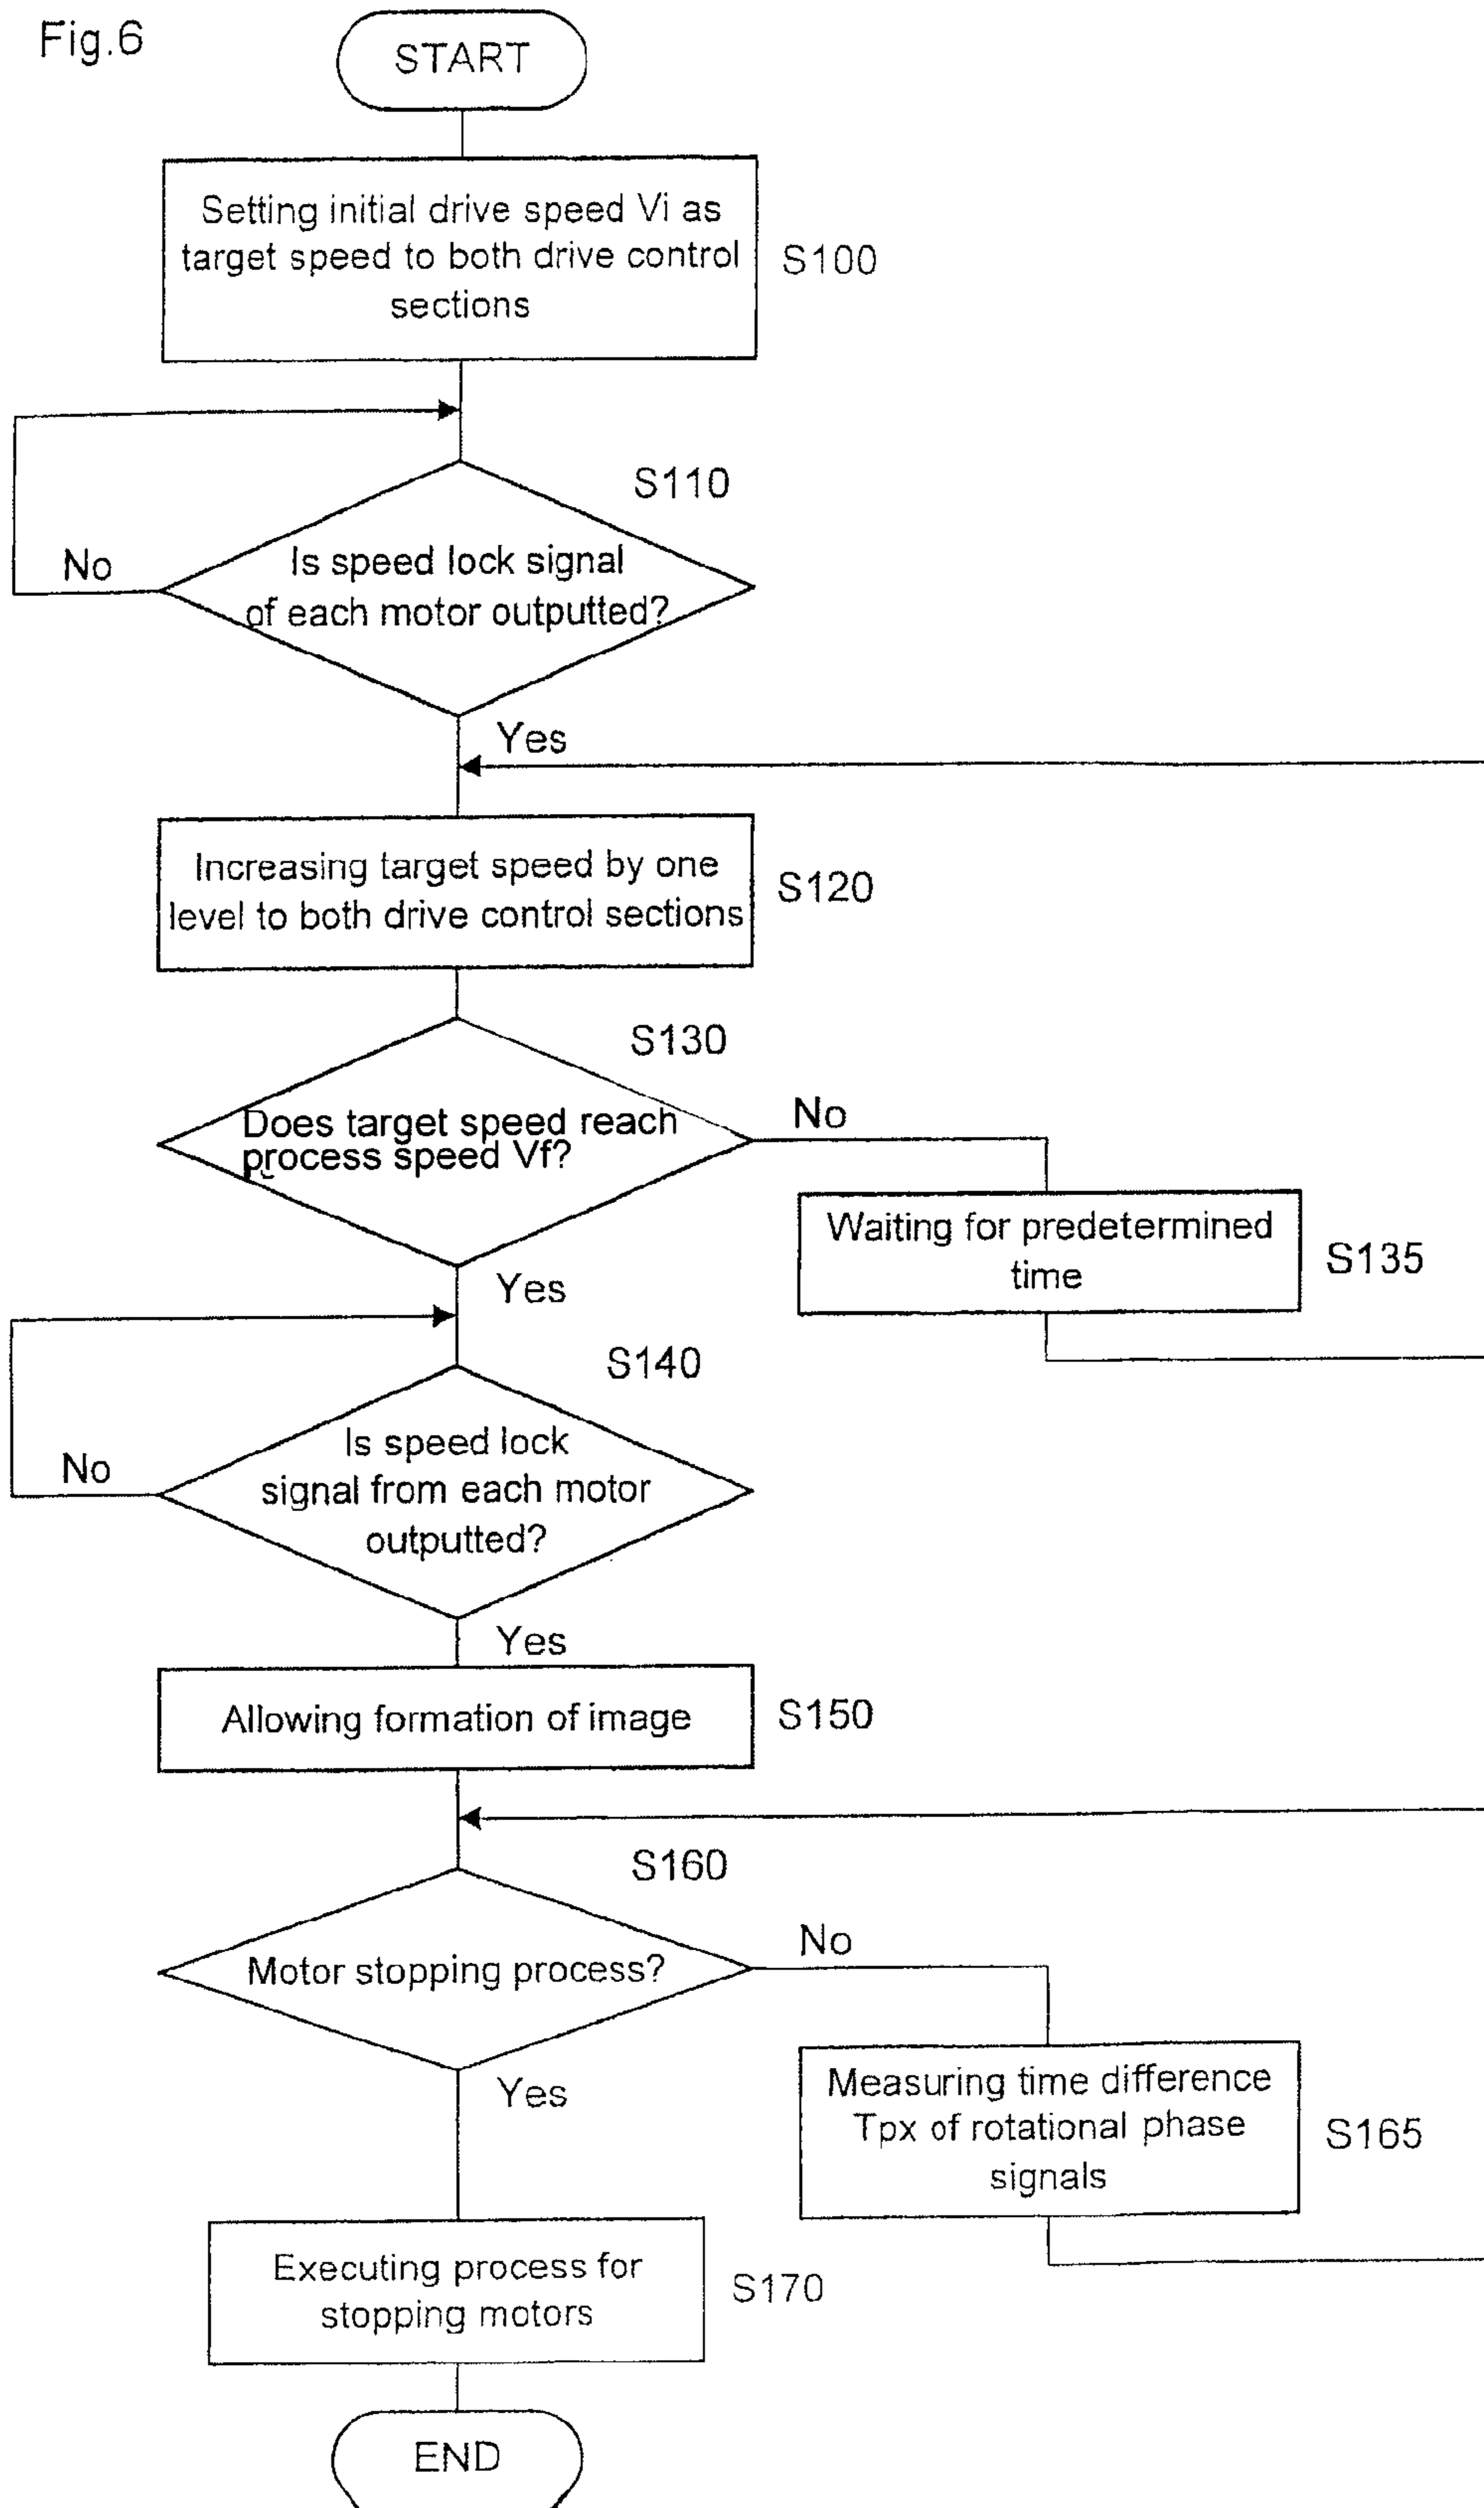 Fig.6
START
Setting initial drive speed Vi as
target speed to both drive control
sections
S100
S110
No
Is speed lock signal
of each motor outputted?
Yes
Increasing target speed by one
level to both drive control sections
S120
S130
Does target speed reach
process speed Vf?
No
Waiting for predetermined
time
S135
Yes
S140
Is speed lock
signal from each motor
outputted?
No
Yes
Allowing formation of image
S150
S160
Motor stopping process?
No
Measuring time difference
Tpx of rotational phase
signals
S165
Yes
Executing process for
stopping motors
S170
END